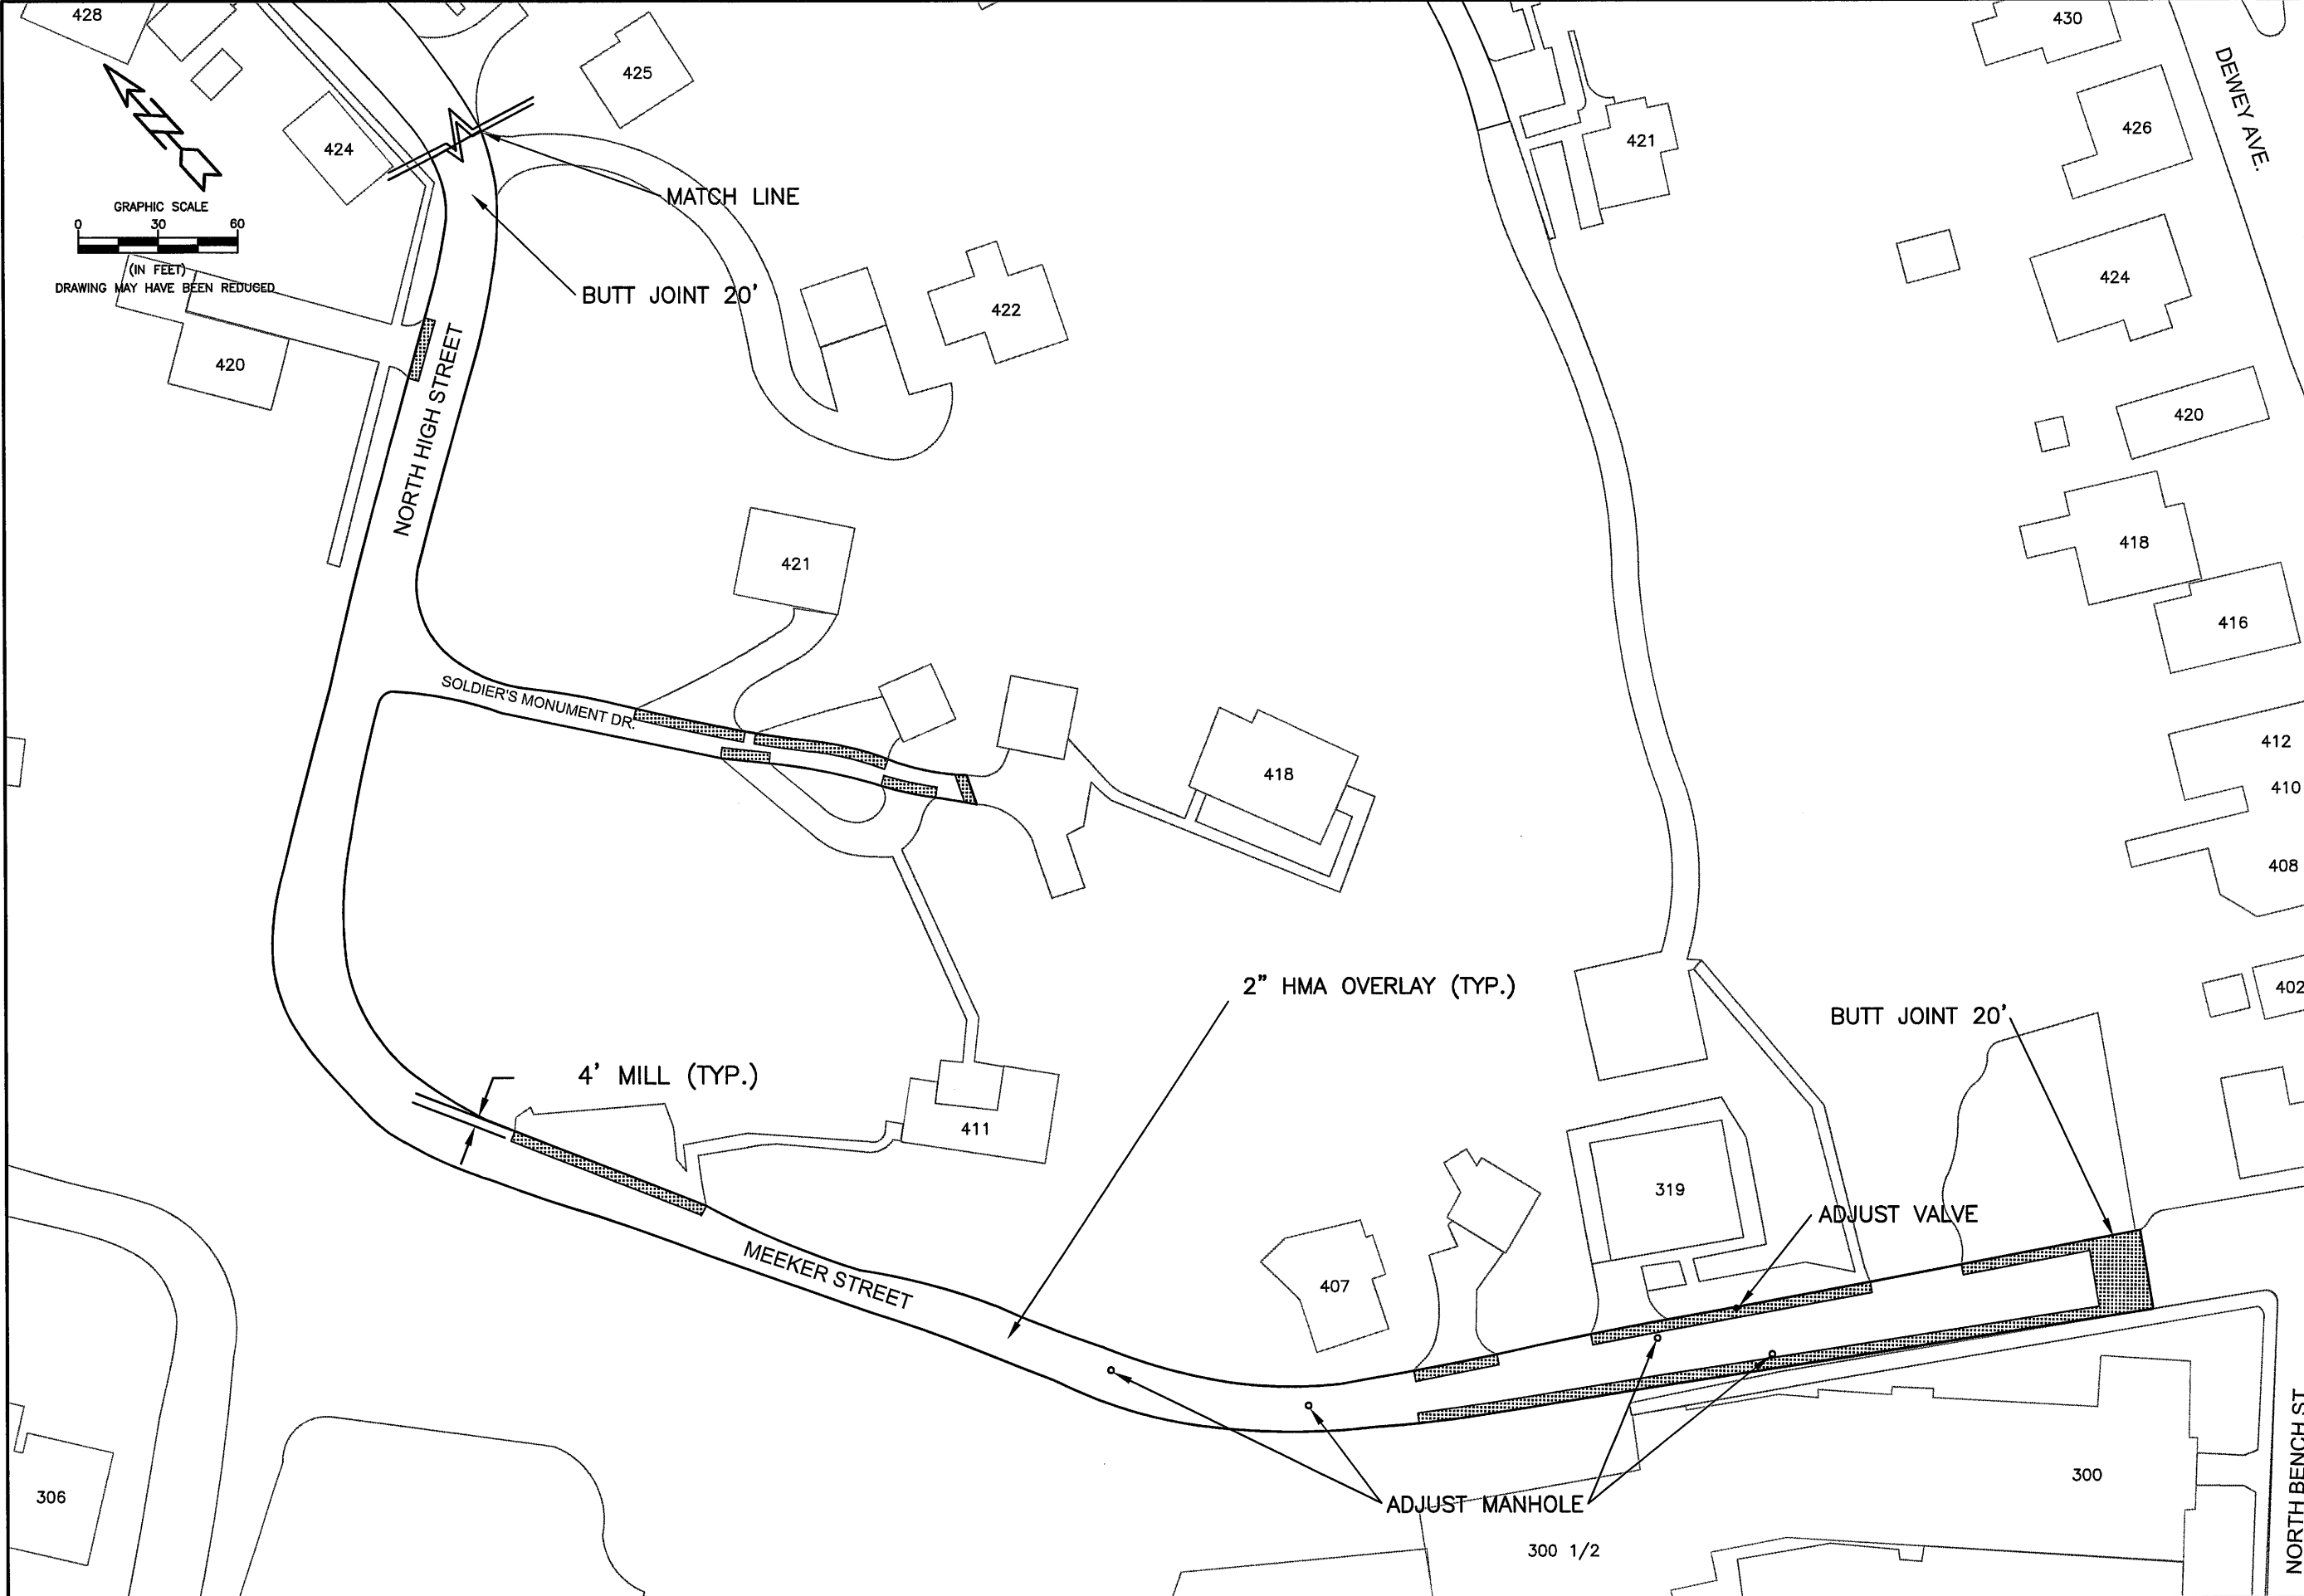 428
425
430
DEWEY AVE.
426
424
421
GRAPHIC SCALE
0 30 60
(IN FEET)
DRAWING MAY HAVE BEEN REDUCED
MATCH LINE
BUTT JOINT 20'
422
424
420
NORTH HIGH STREET
420
418
421
416
SOLDIER'S MONUMENT DR.
418
412
410
408
2" HMA OVERLAY (TYP.)
402
BUTT JOINT 20'
4' MILL (TYP.)
411
319
ADJUST VALVE
MEEKER STREET
407
306
ADJUST MANHOLE
300
300 1/2
NORTH BENCH ST